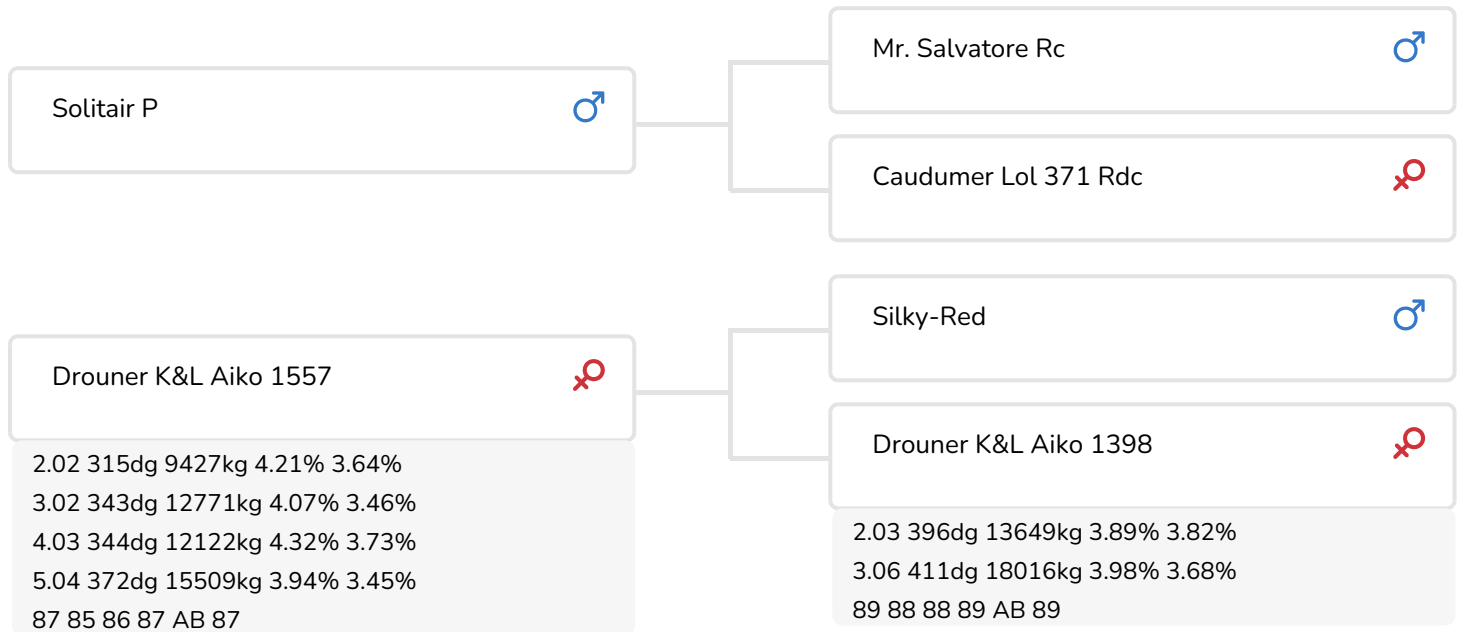 Solitair P
Mr. Salvatore Rc
Caudumer Lol 371 Rdc
Drouner K&L Aiko 1557
2.02 315dg 9427kg 4.21% 3.64%
3.02 343dg 12771kg 4.07% 3.46%
4.03 344dg 12122kg 4.32% 3.73%
5.04 372dg 15509kg 3.94% 3.45%
87 85 86 87 AB 87
Silky-Red
Drouner K&L Aiko 1398
2.03 396dg 13649kg 3.89% 3.82%
3.06 411dg 18016kg 3.98% 3.68%
89 88 88 89 AB 89